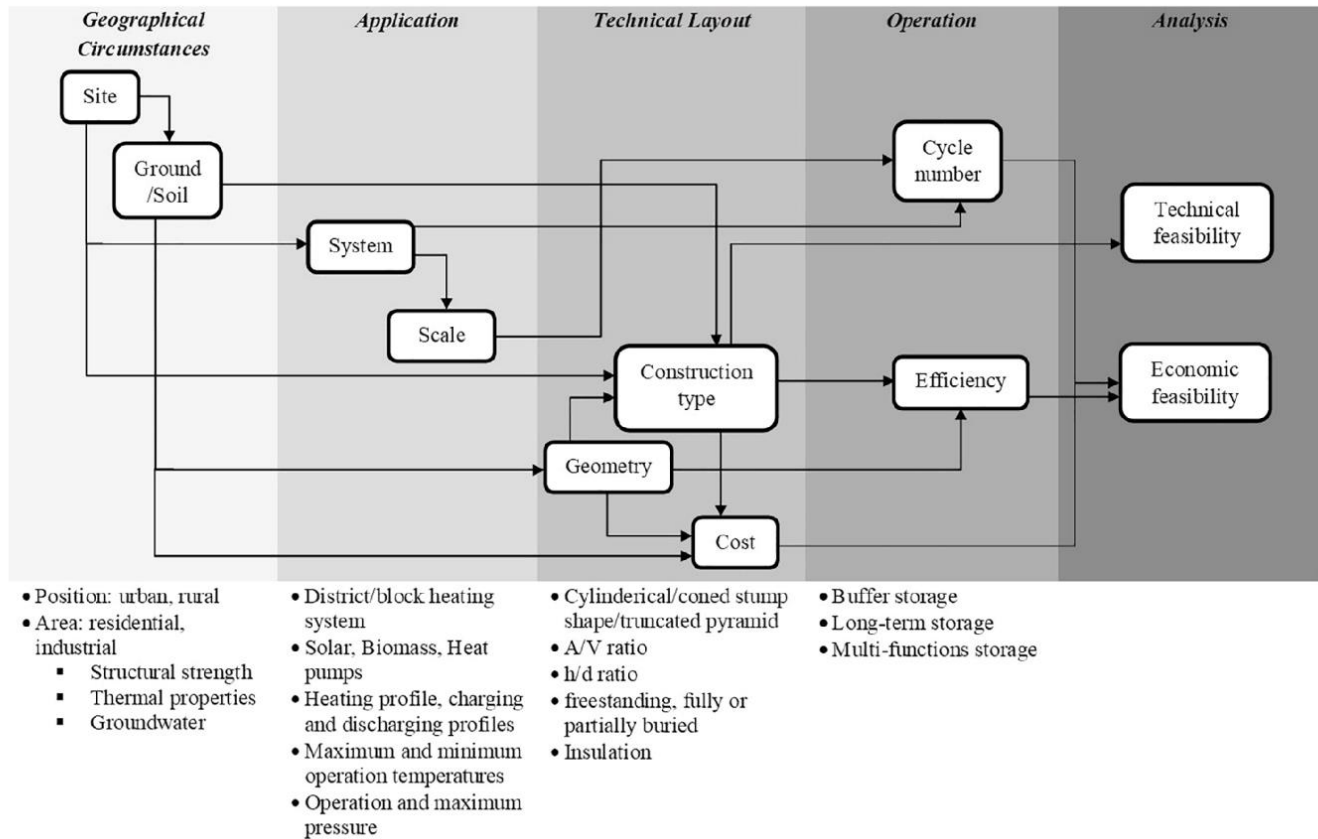 Geographical
Circumstances
Application
Technical Layout
Operation
Analysis
Site
Ground
/Soil
System
Scale
Construction
type
Geometry
Cost
Cycle
number
Efficiency
Technical
feasibility
Economic
feasibility
• Position: urban, rural
• Area: residential,
industrial
▪ Structural strength
▪ Thermal properties
▪ Groundwater
• District/block heating
system
• Solar, Biomass, Heat
pumps
• Heating profile, charging
and discharging profiles
• Maximum and minimum
operation temperatures
• Operation and maximum
pressure
• Cylinderical/coned stump
shape/truncated pyramid
• A/V ratio
• h/d ratio
• freestanding, fully or
partially buried
• Insulation
• Buffer storage
• Long-term storage
• Multi-functions storage